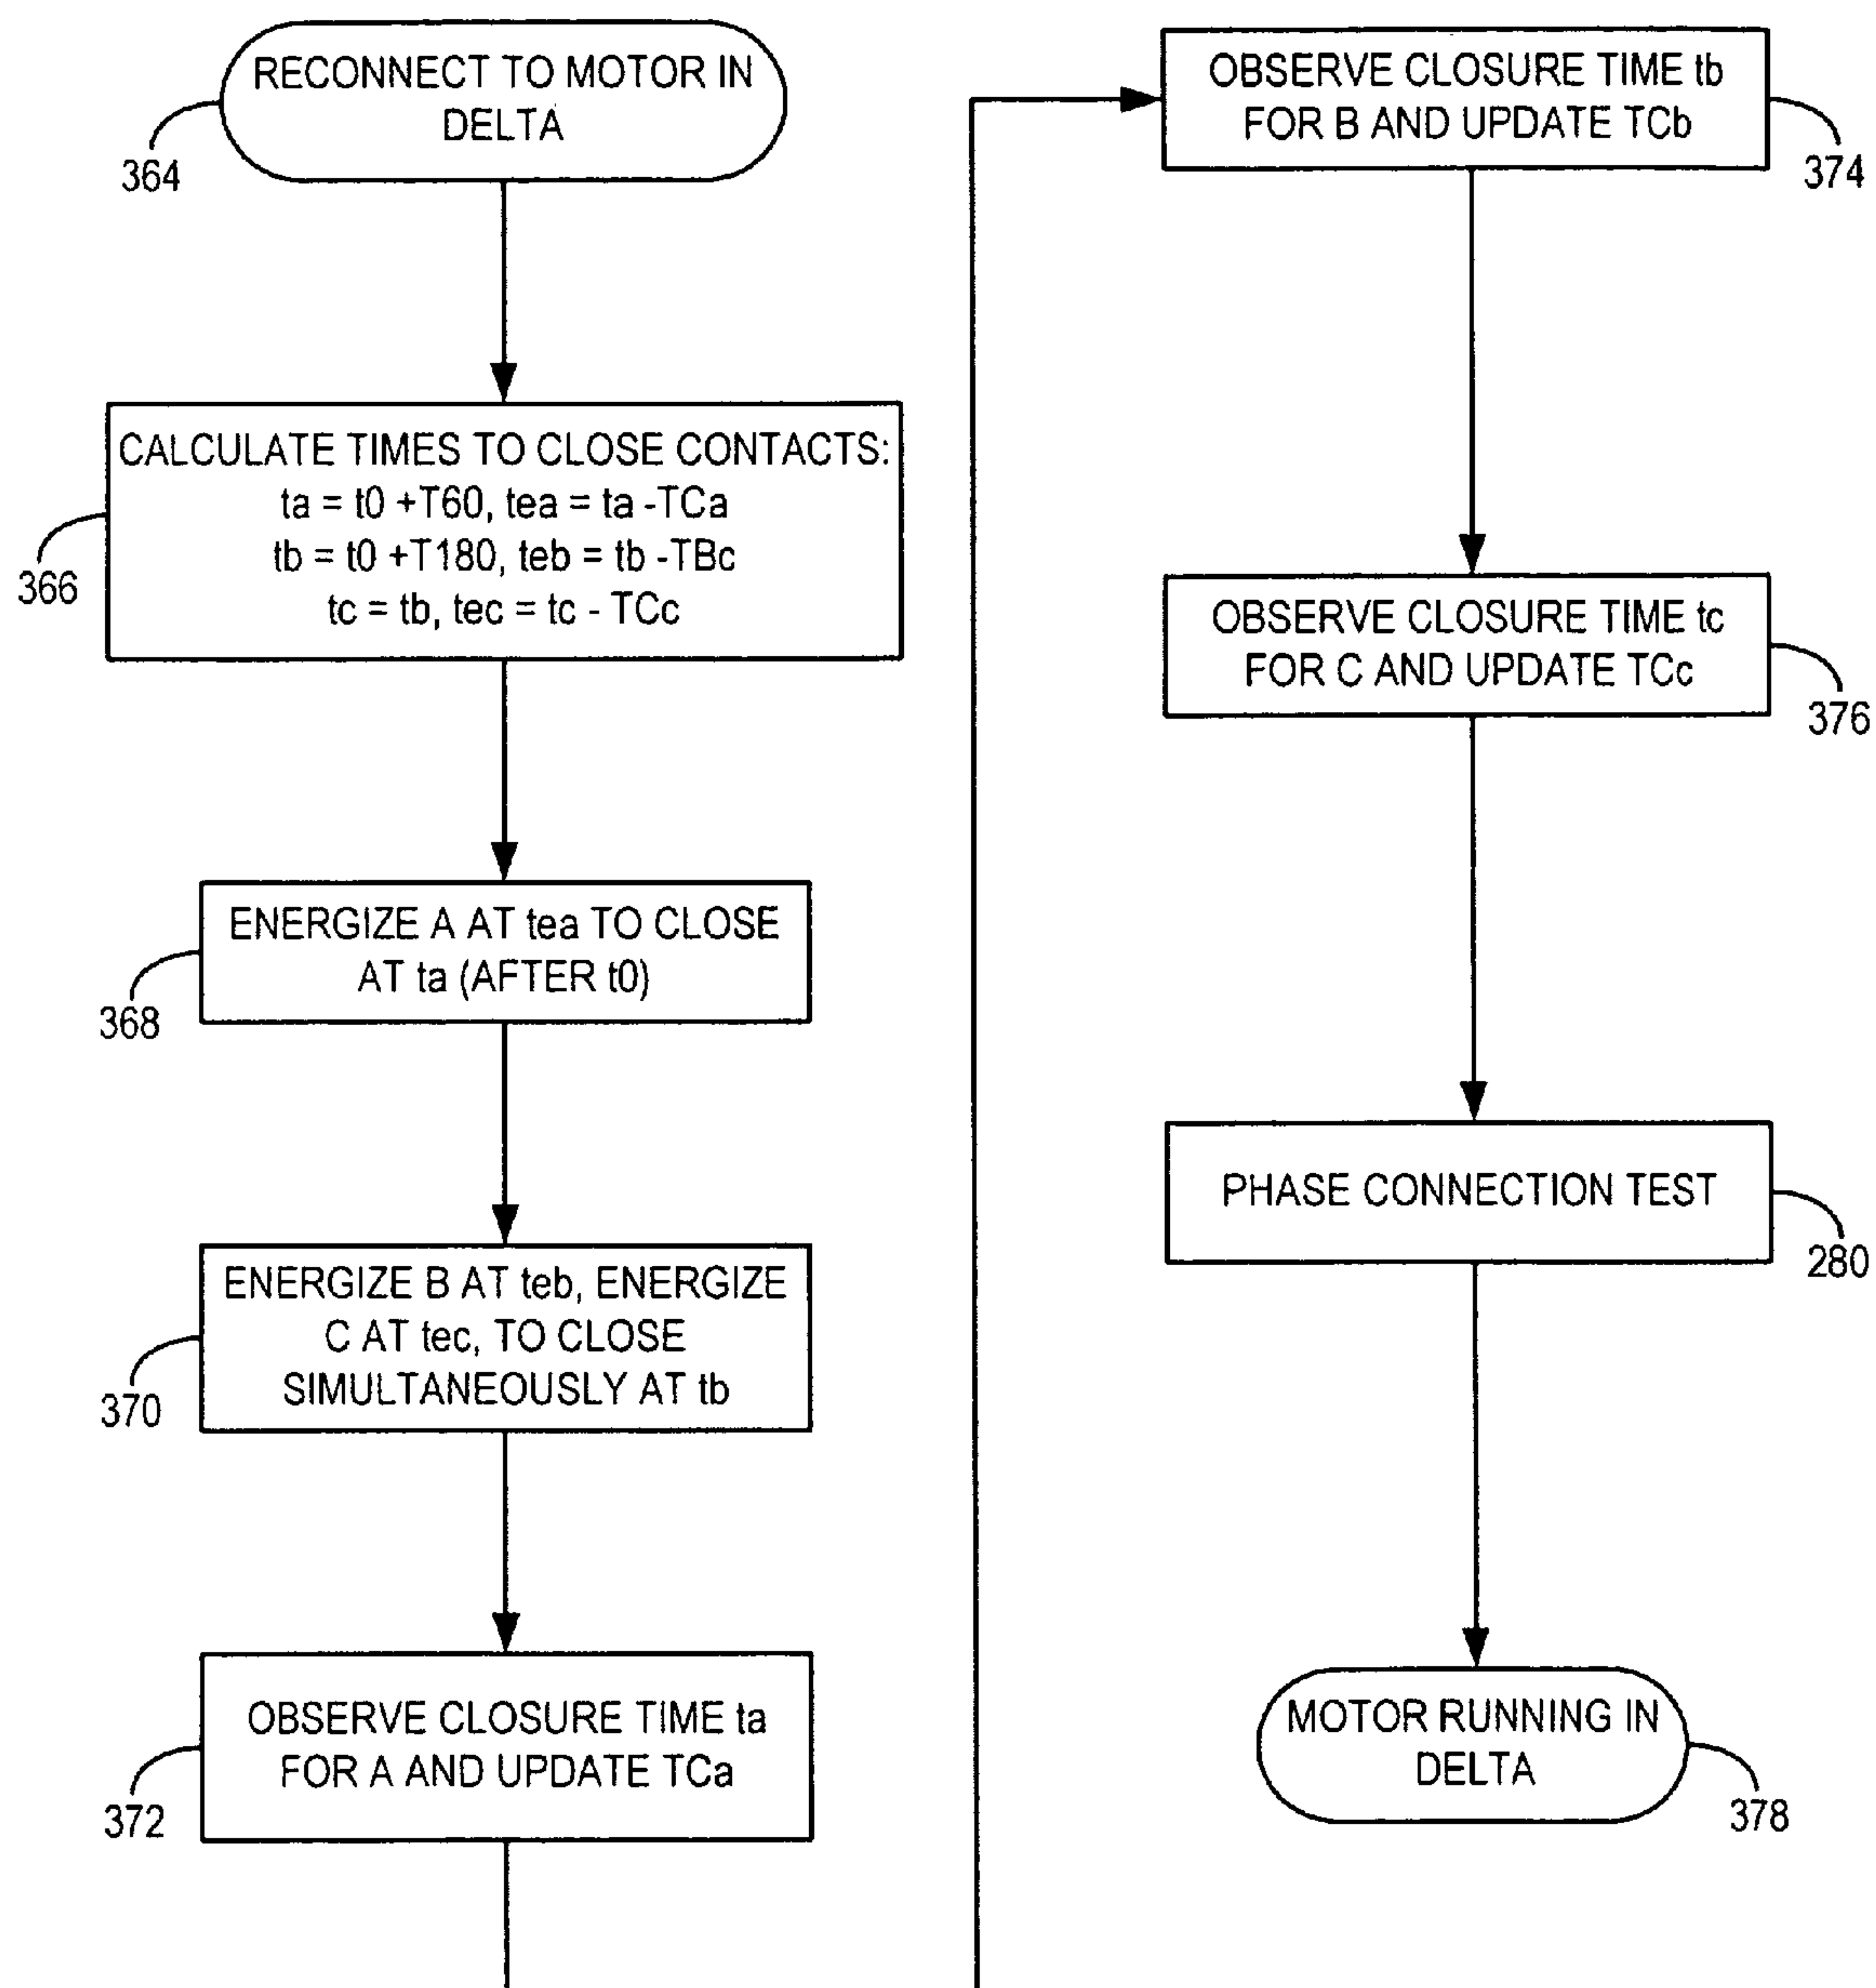 RECONNECT TO MOTOR IN
DELTA
364
CALCULATE TIMES TO CLOSE CONTACTS:
ta = t0 +T60, tea = ta -TCa
tb = t0 +T180, teb = tb -TBc
tc = tb, tec = tc - TCc
366
ENERGIZE A AT tea TO CLOSE
AT ta (AFTER t0)
368
ENERGIZE B AT teb, ENERGIZE
C AT tec, TO CLOSE
SIMULTANEOUSLY AT tb
370
OBSERVE CLOSURE TIME ta
FOR A AND UPDATE TCa
372
OBSERVE CLOSURE TIME tb
FOR B AND UPDATE TCb
374
OBSERVE CLOSURE TIME tc
FOR C AND UPDATE TCc
376
PHASE CONNECTION TEST
280
MOTOR RUNNING IN
DELTA
378